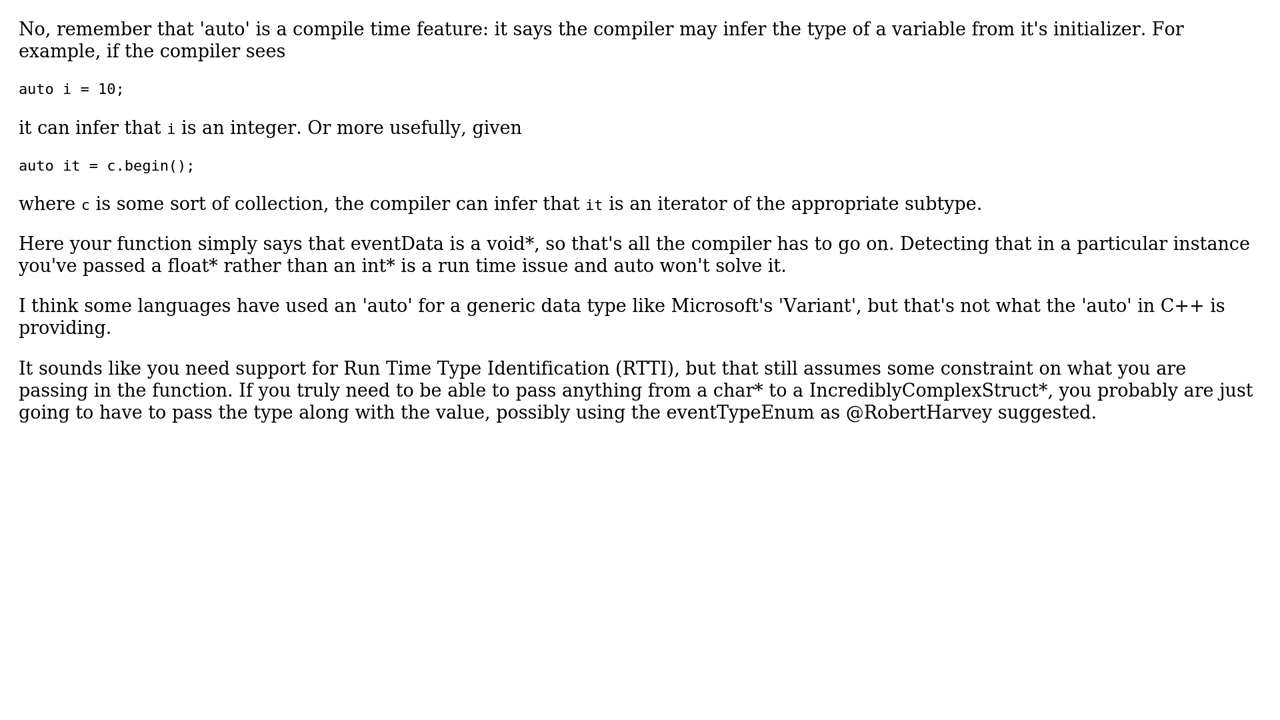 No, remember that 'auto' is a compile time feature: it says the compiler may infer the type of a variable from it's initializer. For
example, if the compiler sees
auto i = 10;
it can infer that i is an integer. Or more usefully, given
auto it = c.begin();
where c is some sort of collection, the compiler can infer that it is an iterator of the appropriate subtype.
Here your function simply says that eventData is a void*, so that's all the compiler has to go on. Detecting that in a particular instance
you've passed a float* rather than an int* is a run time issue and auto won't solve it.
I think some languages have used an 'auto' for a generic data type like Microsoft's 'Variant', but that's not what the 'auto' in C++ is
providing.
It sounds like you need support for Run Time Type Identification (RTTI), but that still assumes some constraint on what you are
passing in the function. If you truly need to be able to pass anything from a char* to a IncrediblyComplexStruct*, you probably are just
going to have to pass the type along with the value, possibly using the eventTypeEnum as @RobertHarvey suggested.